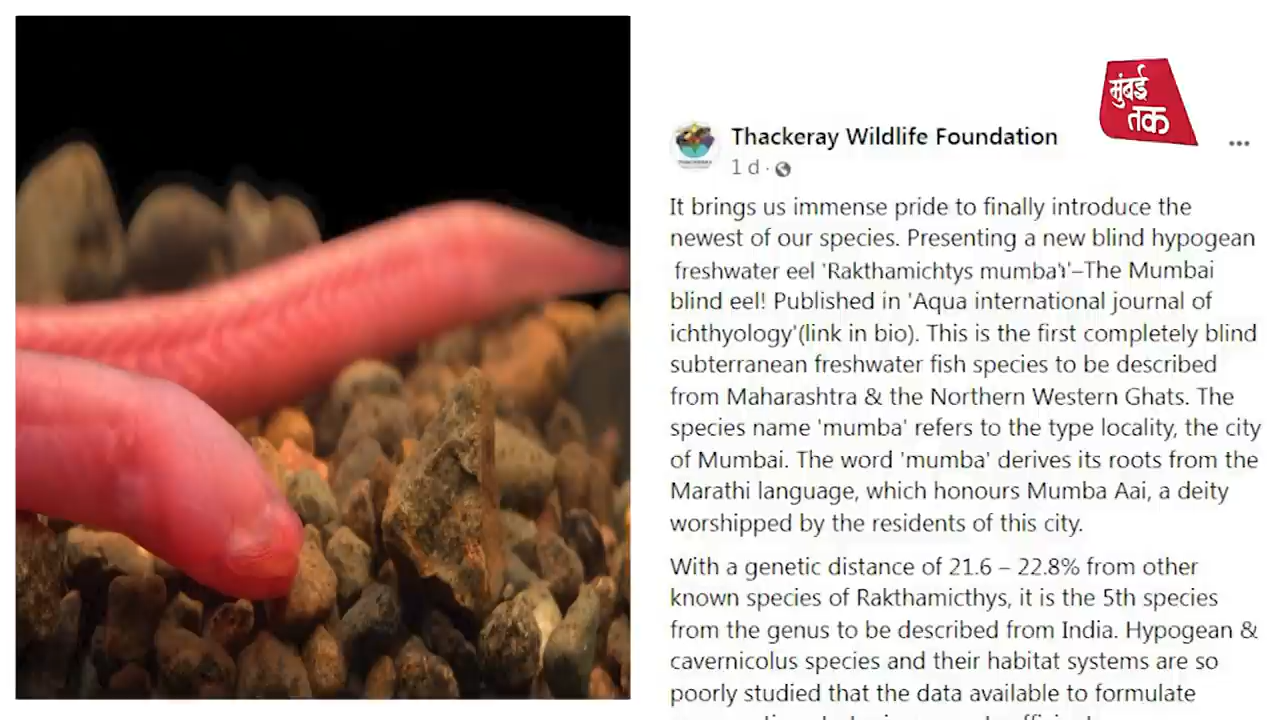 मुंबई
तक
Thackeray Wildlife Foundation
1 d ·
It brings us immense pride to finally introduce the
newest of our species. Presenting a new blind hypogean
freshwater eel 'Rakthamichtys mumba'–The Mumbai
blind eel! Published in 'Aqua international journal of
ichthyology'(link in bio). This is the first completely blind
subterranean freshwater fish species to be described
from Maharashtra & the Northern Western Ghats. The
species name 'mumba' refers to the type locality, the city
of Mumbai. The word 'mumba' derives its roots from the
Marathi language, which honours Mumba Aai, a deity
worshipped by the residents of this city.
With a genetic distance of 21.6 – 22.8% from other
known species of Rakthamicthys, it is the 5th species
from the genus to be described from India. Hypogean &
cavernicolus species and their habitat systems are so
poorly studied that the data available to formulate